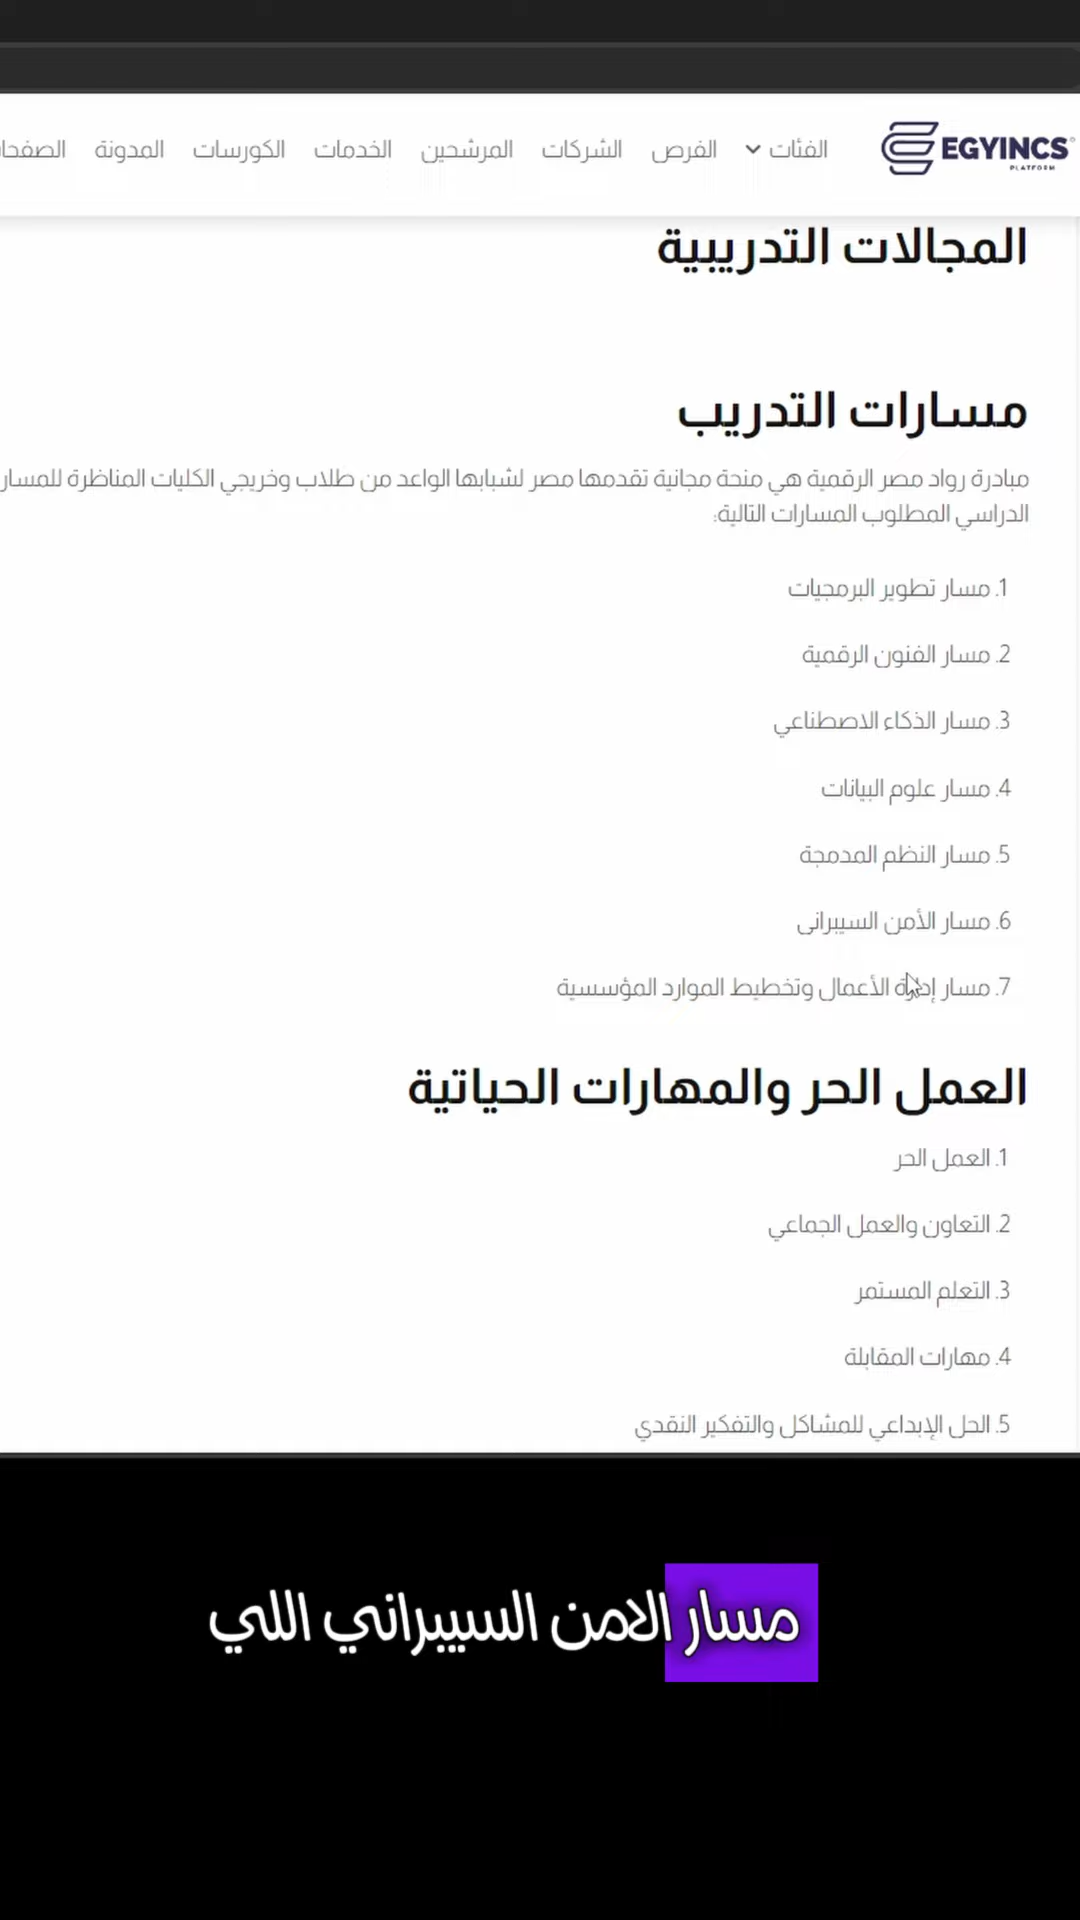 EGYINCS
PLATFORM
الفئات الفرص الشركات المرشحين الخدمات الكورسات المدونة
المجالات التدريبية
مسارات التدريب
مبادرة رواد مصر الرقمية هي منحة مجانية تقدمها مصر لشبابها الواعد من طلاب وخريجي الكليات المناظرة للمسار
الدراسي المطلوب المسارات التالية:
1. مسار تطوير البرمجيات
2. مسار الفنون الرقمية
3. مسار الذكاء الاصطناعي
4. مسار علوم البيانات
5. مسار النظم المدمجة
6. مسار الأمن السيبرانى
7. مسار إدارة الأعمال وتخطيط الموارد المؤسسية
العمل الحر والمهارات الحياتية
1. العمل الحر
2. التعاون والعمل الجماعي
3. التعلم المستمر
4. مهارات المقابلة
5. الحل الإبداعي للمشاكل والتفكير النقدي
مسار الامن السيبراني اللي